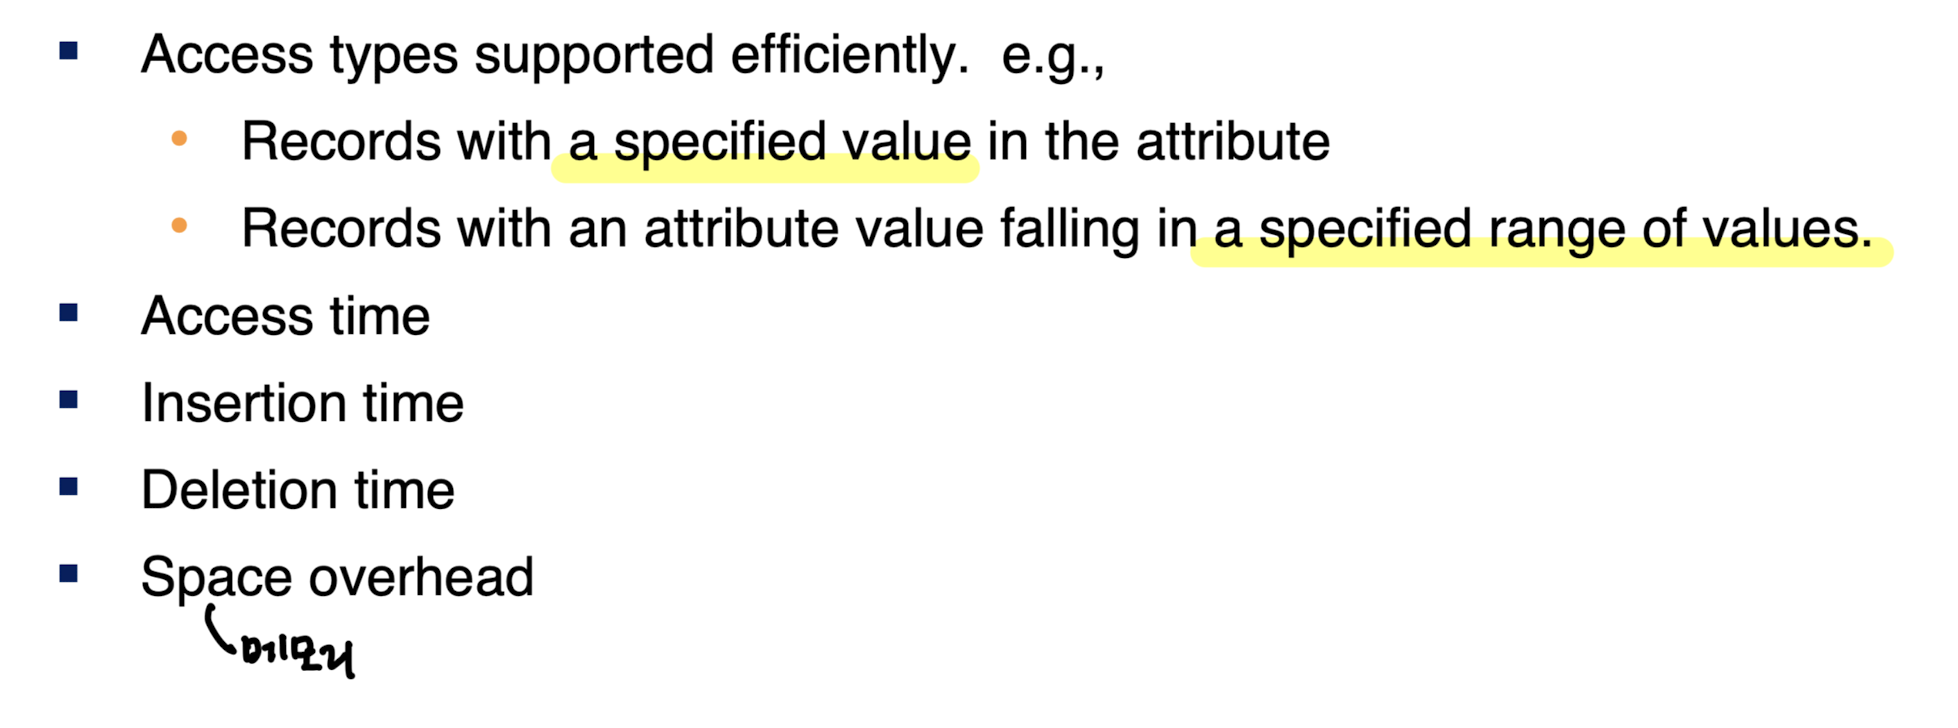 ▪ Access types supported efficiently. e.g.,
• Records with a specified value in the attribute
• Records with an attribute value falling in a specified range of values.
▪ Access time
▪ Insertion time
▪ Deletion time
▪ Space overhead
메모리